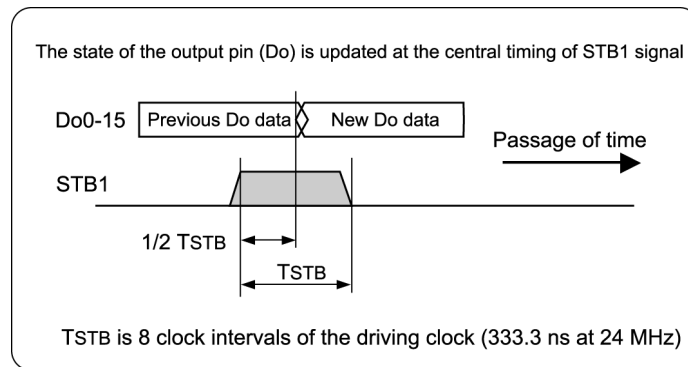 The state of the output pin (Do) is updated at the central timing of STB1 signal
Do0-15
Previous Do data
New Do data
Passage of time
STB1
1/2 TSTB
TSTB
TSTB is 8 clock intervals of the driving clock (333.3 ns at 24 MHz)